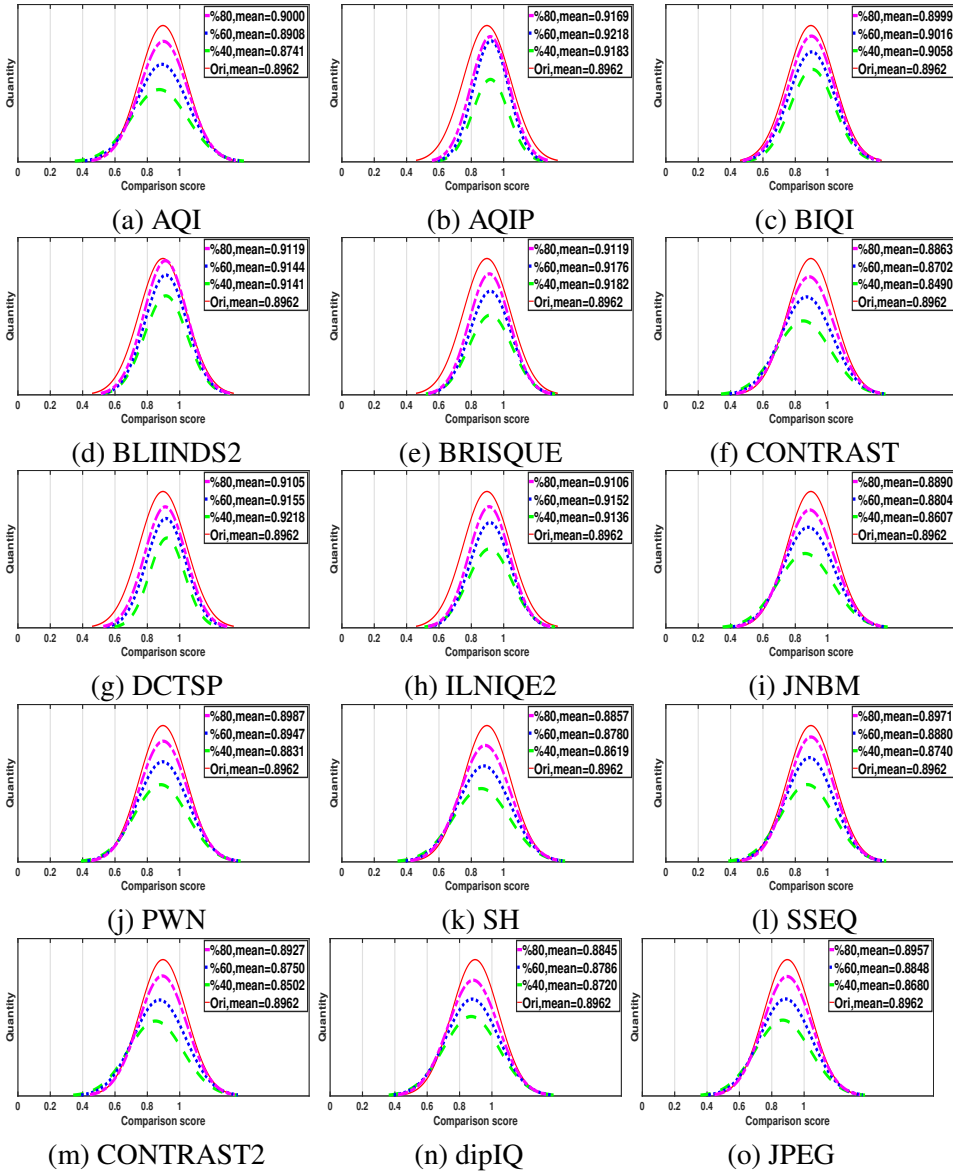 %80,mean=0.9000
%60,mean=0.8908
%40,mean=0.8741
Ori,mean=0.8962
Quantity
0 0.2 0.4 0.6 0.8 1
Comparison score
(a) AQI
%80,mean=0.9169
%60,mean=0.9218
%40,mean=0.9183
Ori,mean=0.8962
Quantity
0 0.2 0.4 0.6 0.8 1
Comparison score
(b) AQIP
%80,mean=0.8999
%60,mean=0.9016
%40,mean=0.9058
Ori,mean=0.8962
Quantity
0 0.2 0.4 0.6 0.8 1
Comparison score
(c) BIQI
%80,mean=0.9119
%60,mean=0.9144
%40,mean=0.9141
Ori,mean=0.8962
Quantity
0 0.2 0.4 0.6 0.8 1
Comparison score
(d) BLIINDS2
%80,mean=0.9119
%60,mean=0.9176
%40,mean=0.9182
Ori,mean=0.8962
Quantity
0 0.2 0.4 0.6 0.8 1
Comparison score
(e) BRISQUE
%80,mean=0.8863
%60,mean=0.8702
%40,mean=0.8490
Ori,mean=0.8962
Quantity
0 0.2 0.4 0.6 0.8 1
Comparison score
(f) CONTRAST
%80,mean=0.9105
%60,mean=0.9155
%40,mean=0.9218
Ori,mean=0.8962
Quantity
0 0.2 0.4 0.6 0.8 1
Comparison score
(g) DCTSP
%80,mean=0.9106
%60,mean=0.9152
%40,mean=0.9136
Ori,mean=0.8962
Quantity
0 0.2 0.4 0.6 0.8 1
Comparison score
(h) ILNIQE2
%80,mean=0.8890
%60,mean=0.8804
%40,mean=0.8607
Ori,mean=0.8962
Quantity
0 0.2 0.4 0.6 0.8 1
Comparison score
(i) JNBM
%80,mean=0.8987
%60,mean=0.8947
%40,mean=0.8831
Ori,mean=0.8962
Quantity
0 0.2 0.4 0.6 0.8 1
Comparison score
(j) PWN
%80,mean=0.8857
%60,mean=0.8780
%40,mean=0.8619
Ori,mean=0.8962
Quantity
0 0.2 0.4 0.6 0.8 1
Comparison score
(k) SH
%80,mean=0.8971
%60,mean=0.8880
%40,mean=0.8740
Ori,mean=0.8962
Quantity
0 0.2 0.4 0.6 0.8 1
Comparison score
(l) SSEQ
%80,mean=0.8927
%60,mean=0.8750
%40,mean=0.8502
Ori,mean=0.8962
Quantity
0 0.2 0.4 0.6 0.8 1
Comparison score
(m) CONTRAST2
%80,mean=0.8845
%60,mean=0.8786
%40,mean=0.8720
Ori,mean=0.8962
Quantity
0 0.2 0.4 0.6 0.8 1
Comparison score
(n) dipIQ
%80,mean=0.8957
%60,mean=0.8848
%40,mean=0.8680
Ori,mean=0.8962
Quantity
0 0.2 0.4 0.6 0.8 1
Comparison score
(o) JPEG